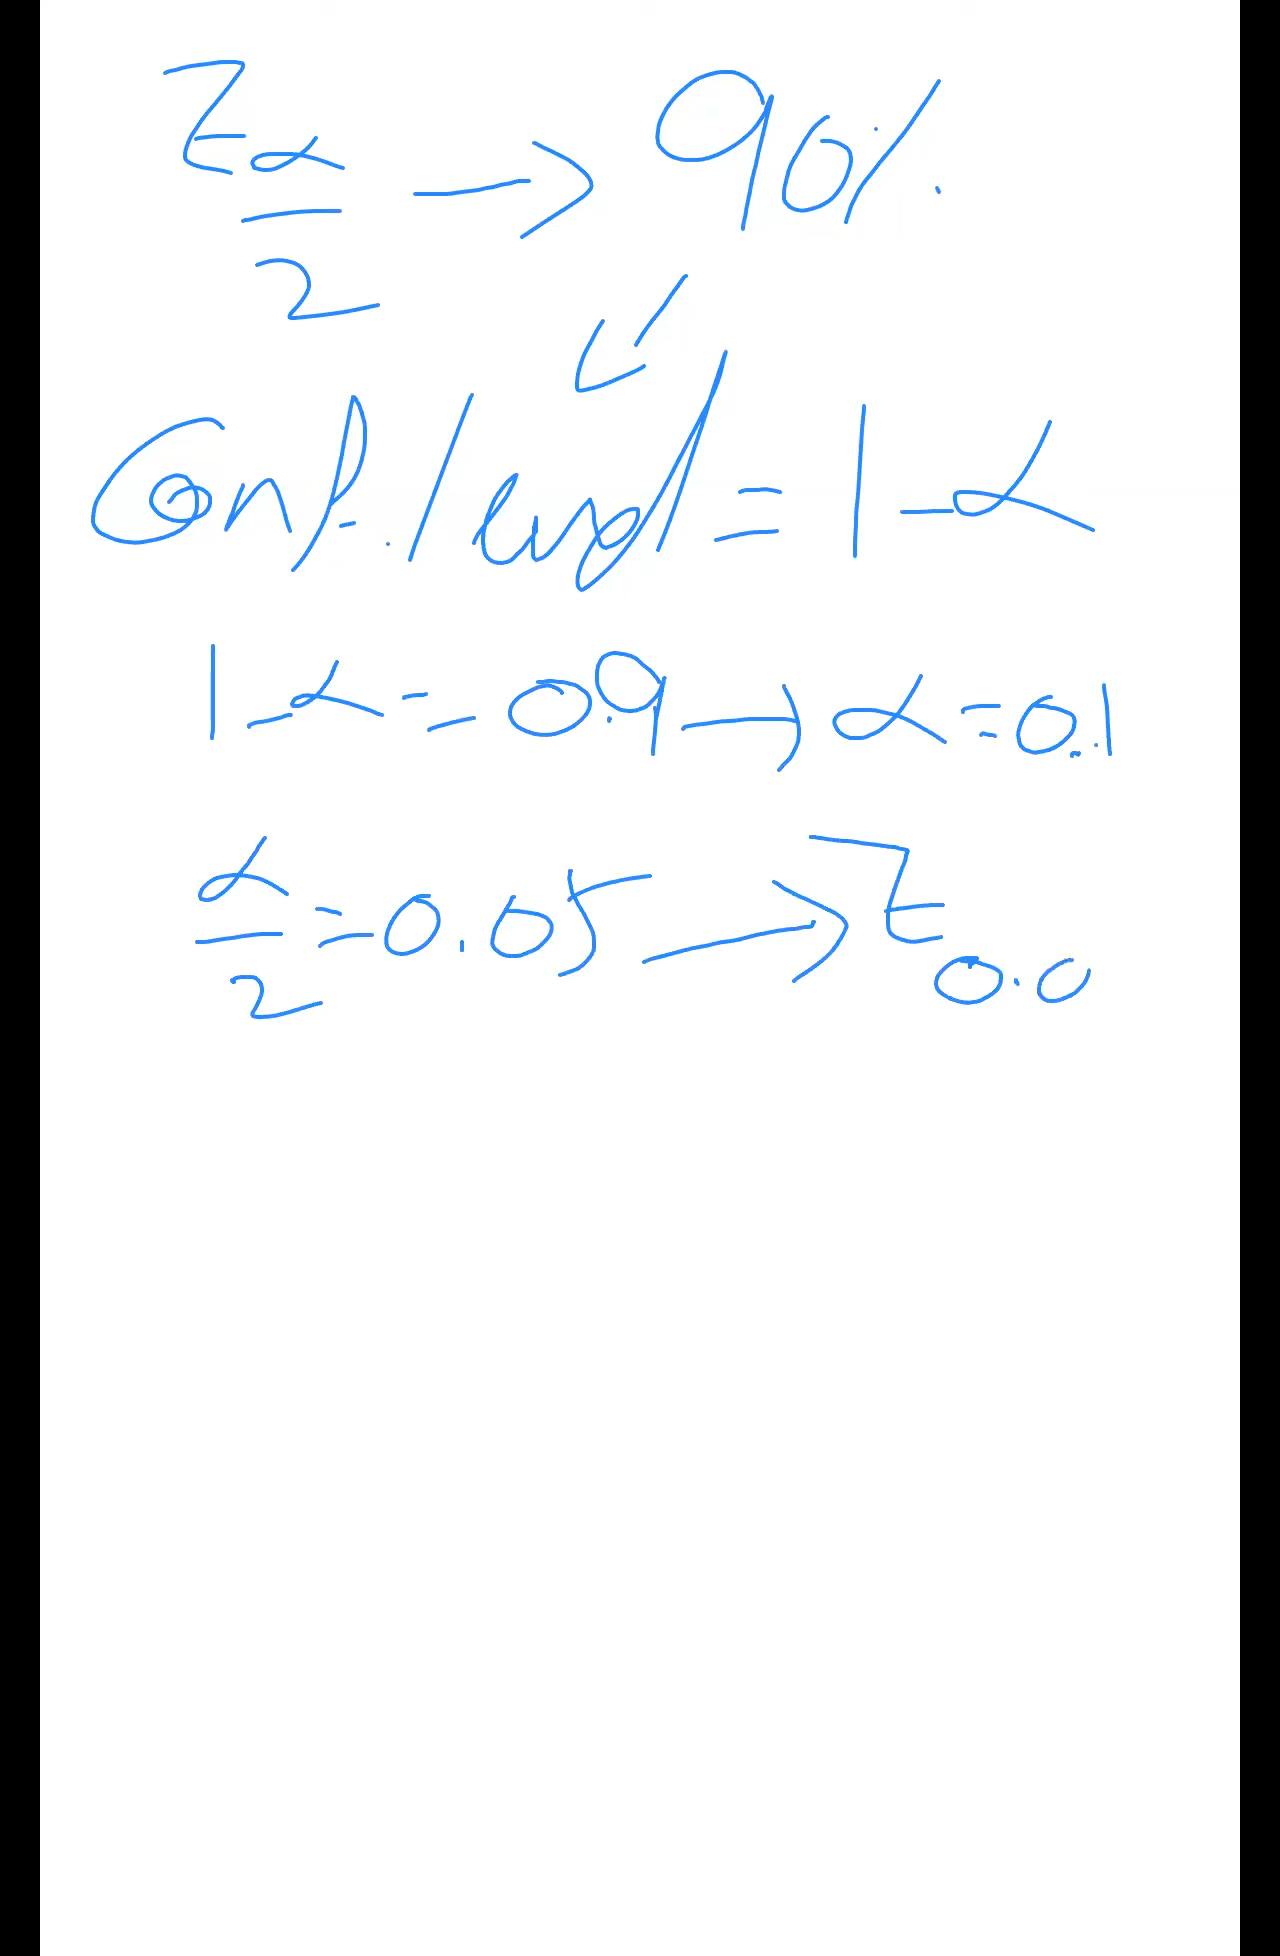 Zα/2 → 90%
Conf. level = 1-α
1-α = 0.9 → α = 0.1
α/2 = 0.05 → Z0.0